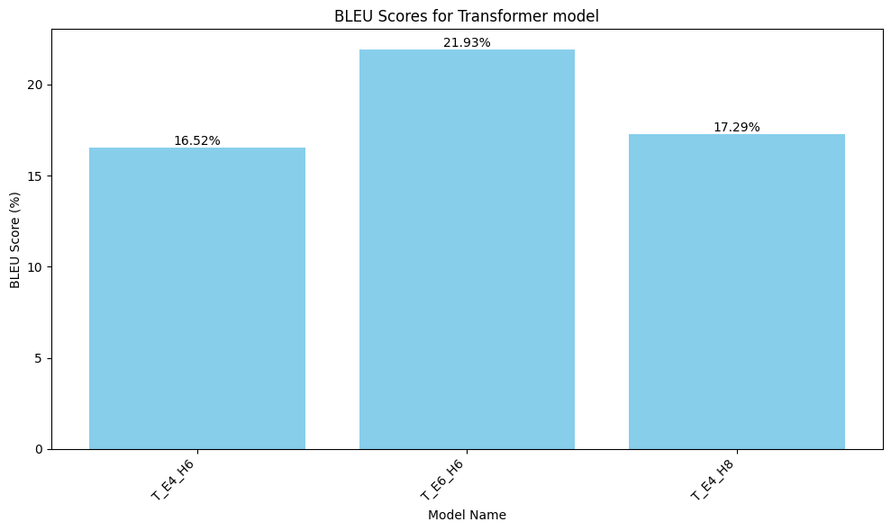 BLEU Scores for Transformer model
21.93%
17.29%
16.52%
20
15
10
5
0
BLEU Score (%)
T_E4_H6
T_E6_H6
T_E4_H8
Model Name